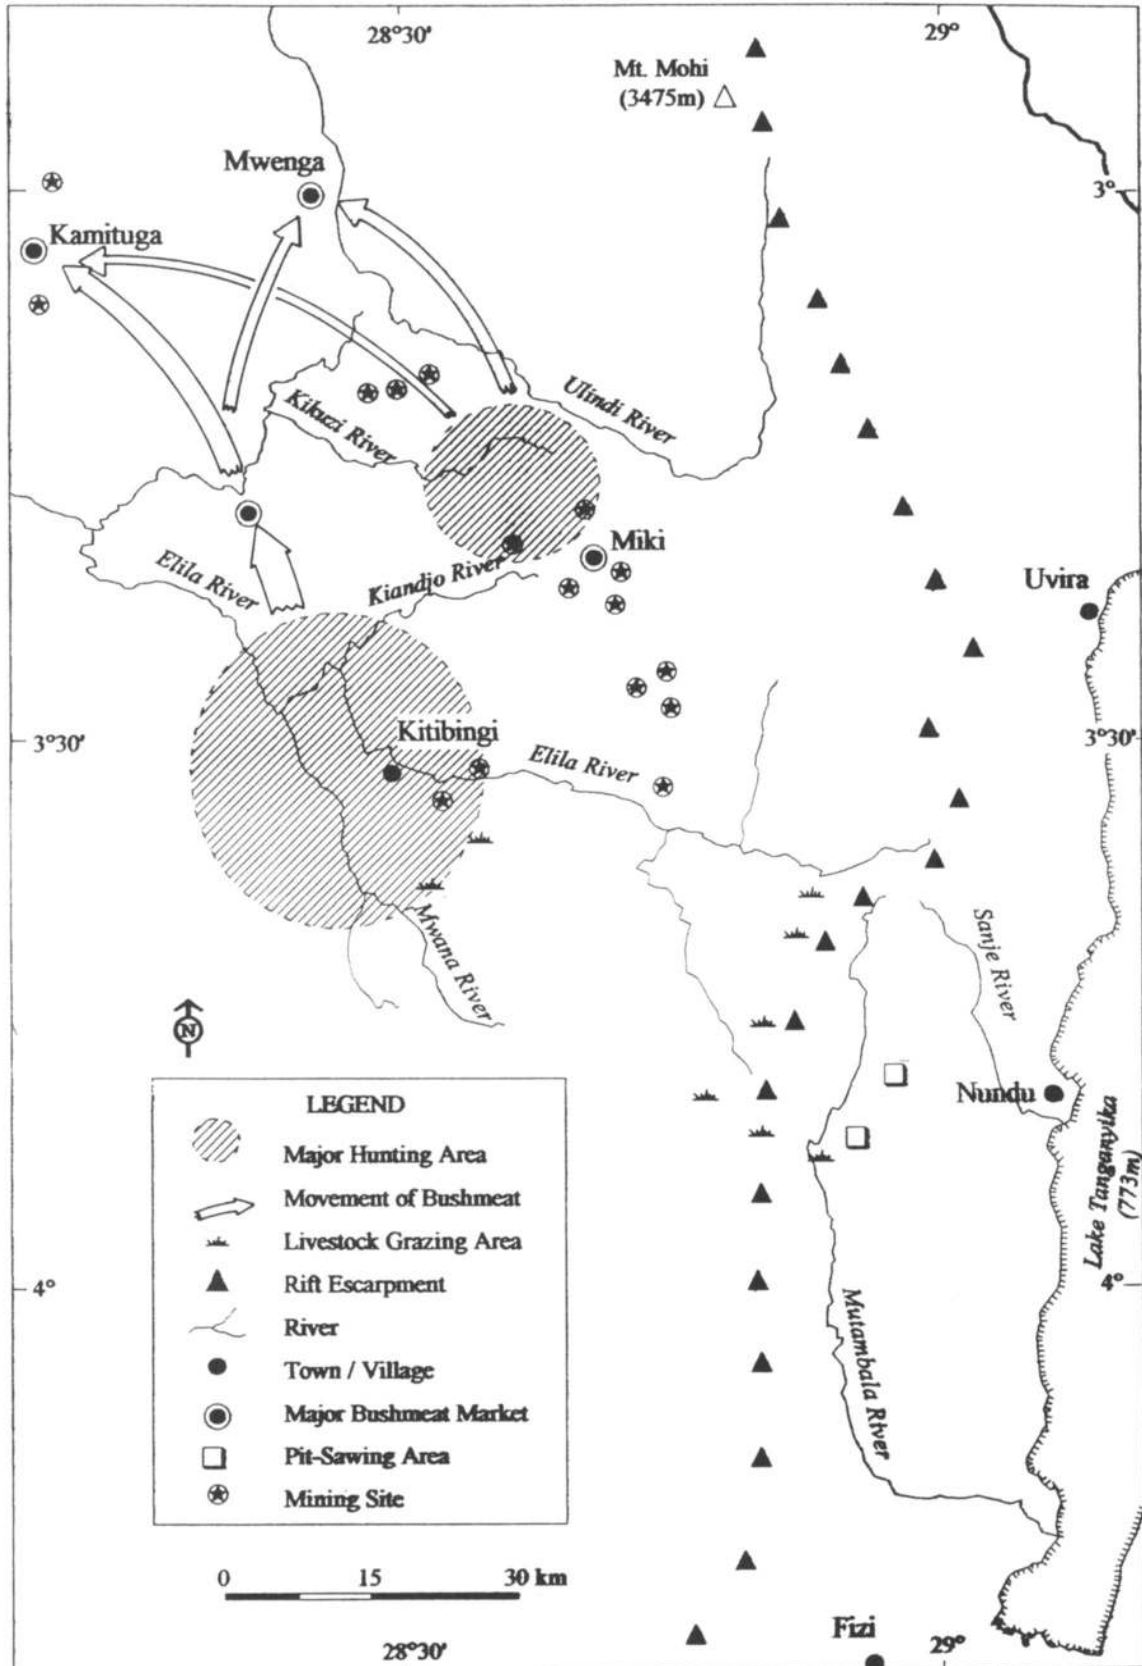 28°30'
29°
Mt. Mohi
(3475m)
Mwenga
3°
Kamituga
Ulindi River
Kikuzi River
Miki
Elila River
Kiandjo River
Uvira
Kitibingi
3°30'
3°30'
Elila River
Mwana River
Sanje River
N
Nundu
Lake Tanganyika
(773m)
LEGEND
Major Hunting Area
Movement of Bushmeat
Livestock Grazing Area
Rift Escarpment
River
Town / Village
Major Bushmeat Market
Pit-Sawing Area
Mining Site
4°
4°
Mutambala River
0 15 30 km
Fizi
28°30'
29°